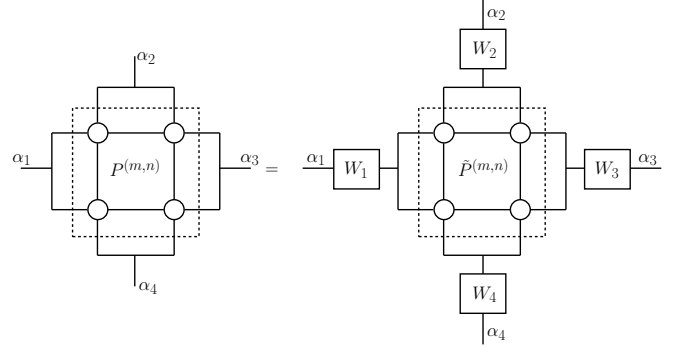 α₂
W₂
α₂
α₁ P⁽ᵐ,ⁿ⁾ α₃ = α₁ W₁ P̃⁽ᵐ,ⁿ⁾ W₃ α₃
α₄
W₄
α₄